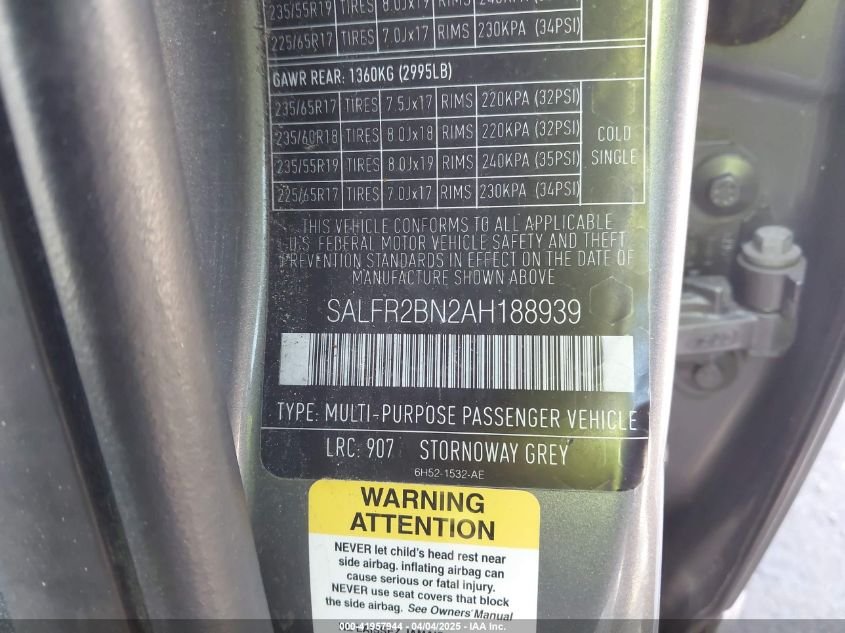 235/55R19 TIRES 8.0Jx19 RIMS 240KPA (35PSI)
225/65R17 TIRES 7.0Jx17 RIMS 230KPA (34PSI)
GAWR REAR: 1360KG (2995LB)
235/65R17 TIRES 7.5Jx17 RIMS 220KPA (32PSI)
235/60R18 TIRES 8.0Jx18 RIMS 220KPA (32PSI)
COLD
235/55R19 TIRES 8.0Jx19 RIMS 240KPA (35PSI)
SINGLE
225/65R17 TIRES 7.0Jx17 RIMS 230KPA (34PSI)
THIS VEHICLE CONFORMS TO ALL APPLICABLE
U.S. FEDERAL MOTOR VEHICLE SAFETY AND THEFT
PREVENTION STANDARDS IN EFFECT ON THE DATE OF
MANUFACTURE SHOWN ABOVE
SALFR2BN2AH188939
TYPE: MULTI-PURPOSE PASSENGER VEHICLE
LRC: 907 STORNOWAY GREY
6H52-1532-AE
WARNING
ATTENTION
NEVER let child's head rest near
side airbag. inflating airbag can
cause serious or fatal injury.
NEVER use seat covers that block
the side airbag. See Owners' Manual
000-41957944 - 04/04/2025 - IAA Inc.